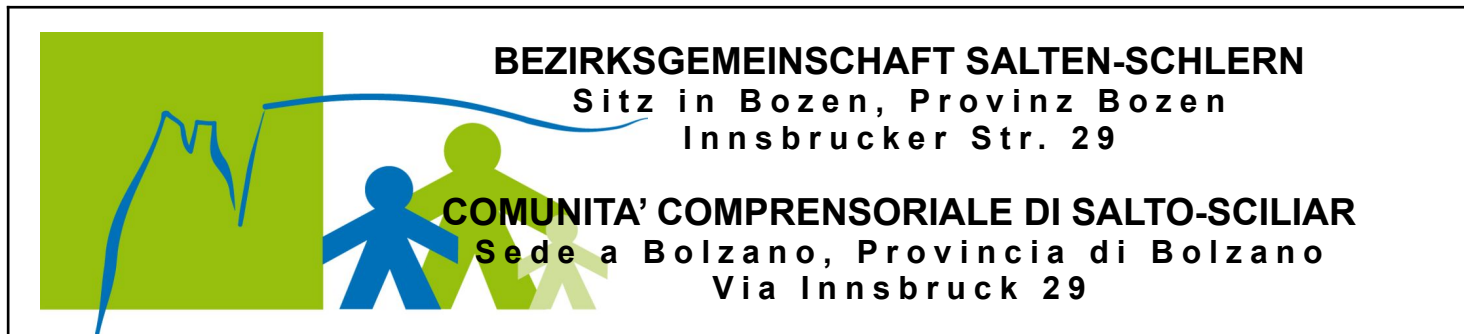 BEZIRKSGEMEINSCHAFT SALTEN-SCHLERN
Sitz in Bozen, Provinz Bozen
Innsbrucker Str. 29
COMUNITA’ COMPRENSORIALE DI SALTO-SCILIAR
Sede a Bolzano, Provincia di Bolzano
Via Innsbruck 29